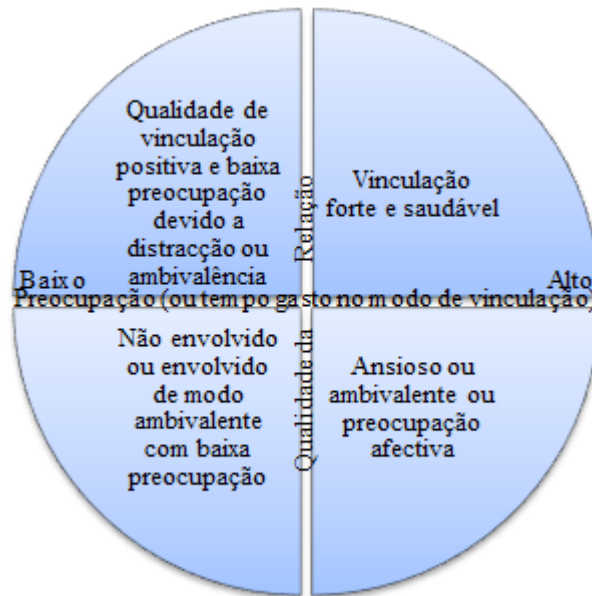 Qualidade de
vinculação
positiva e baixa
preocupação
devido a
distracção ou
ambivalência
Vinculação
forte e saudável
Baixo
Alto
Preocupação (ou tempo gasto no modo de vinculação)
Não envolvido
ou envolvido
de modo
ambivalente
com baixa
preocupação
Ansioso ou
ambivalente ou
preocupação
afectiva
Qualidade da Relação